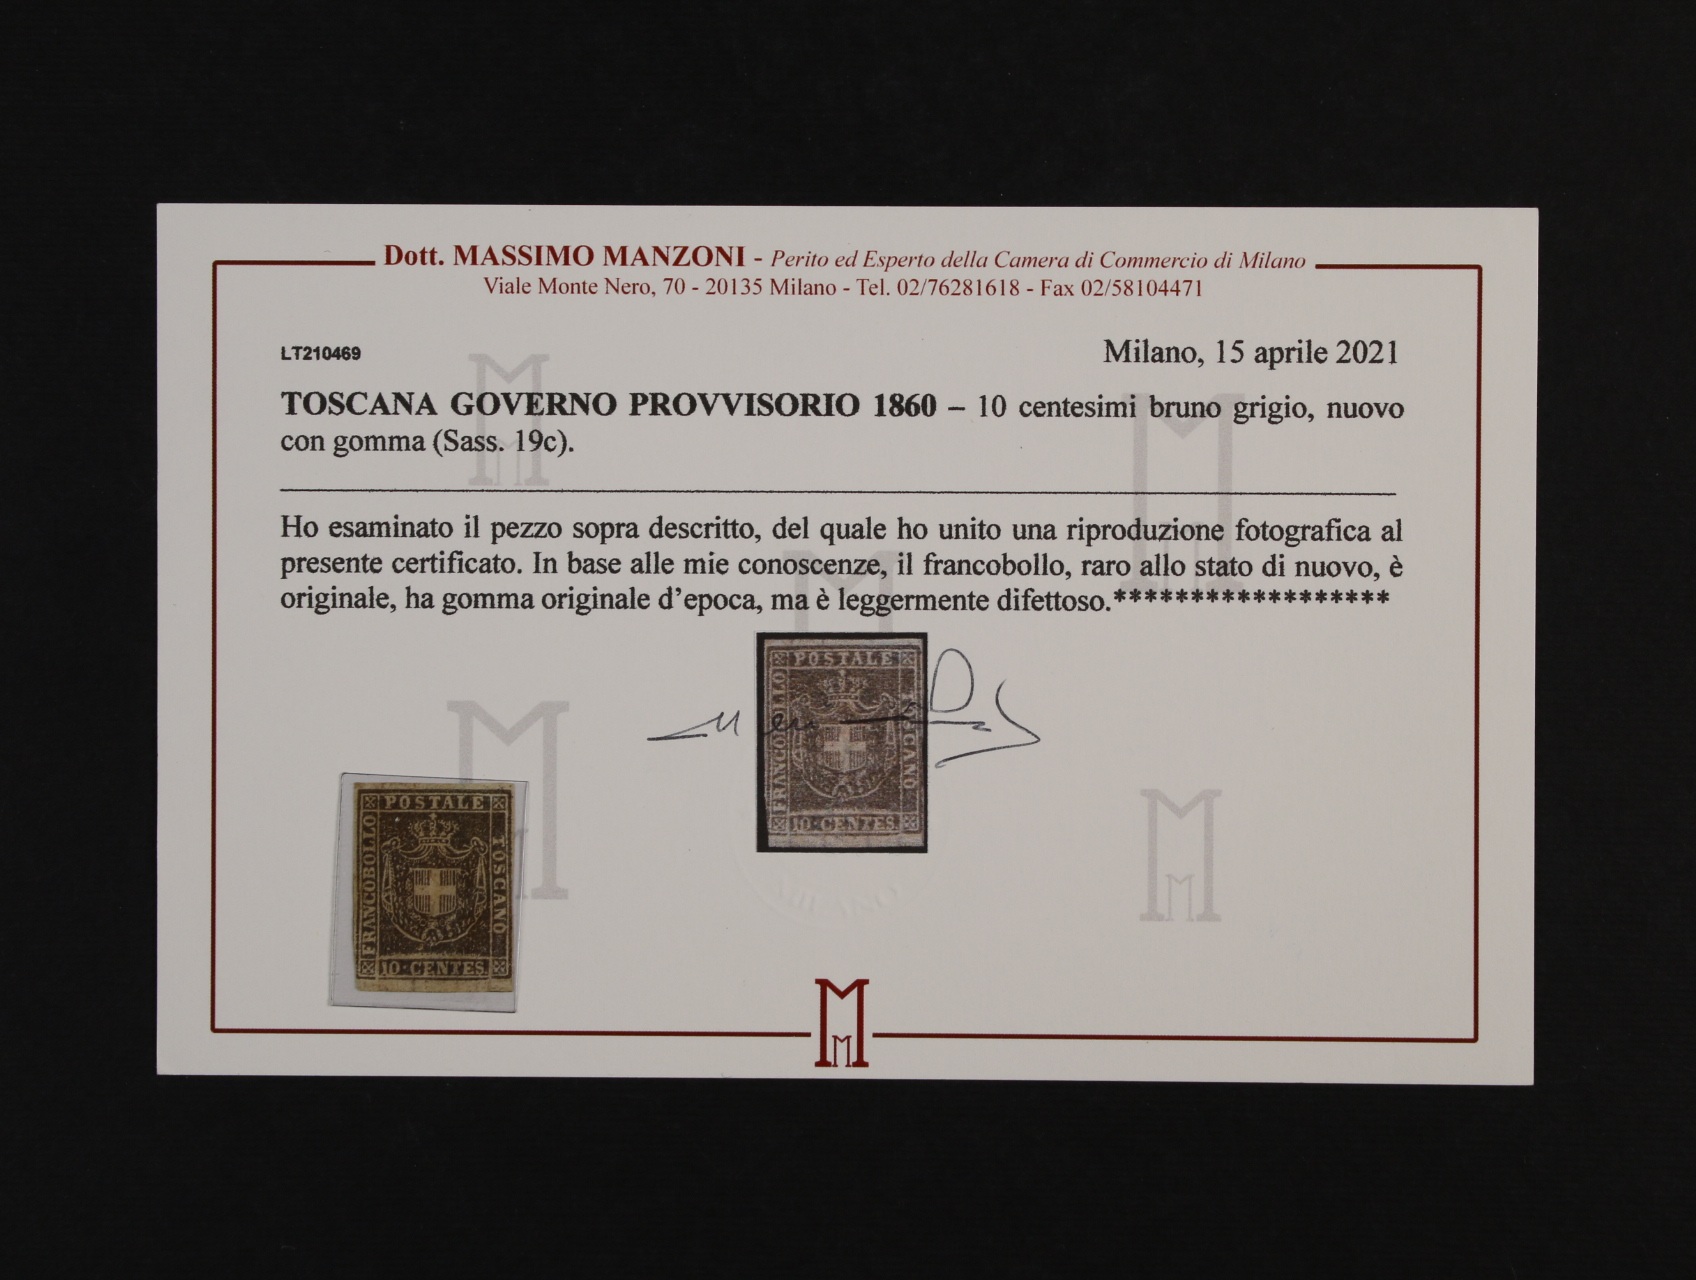 Dott. MASSIMO MANZONI - Perito ed Esperto della Camera di Commercio di Milano
Viale Monte Nero, 70 - 20135 Milano - Tel. 02/76281618 - Fax 02/58104471
LT210469
Milano, 15 aprile 2021
TOSCANA GOVERNO PROVVISORIO 1860 – 10 centesimi bruno grigio, nuovo
con gomma (Sass. 19c).
Ho esaminato il pezzo sopra descritto, del quale ho unito una riproduzione fotografica al
presente certificato. In base alle mie conoscenze, il francobollo, raro allo stato di nuovo, è
originale, ha gomma originale d'epoca, ma è leggermente difettoso.******************
POSTALE
FRANCOBOLLO
TOSCANO
10·CENTES.
POSTALE
FRANCOBOLLO
TOSCANO
10·CENTES.
M
M